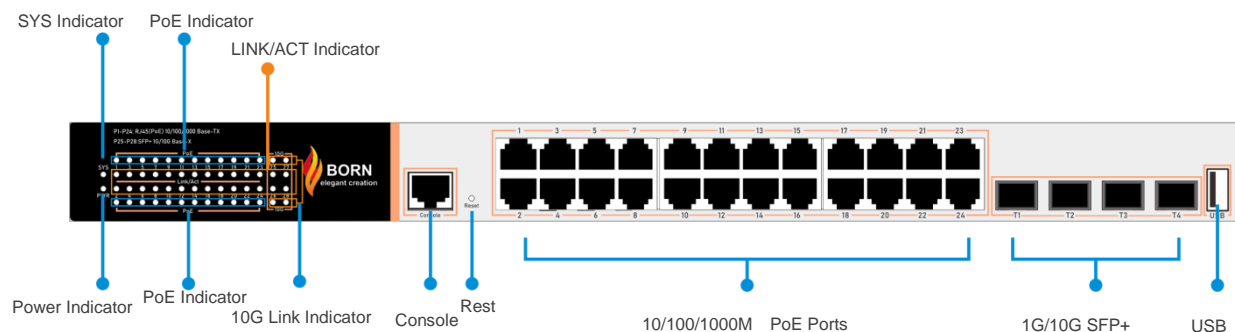 SYS Indicator
PoE Indicator
LINK/ACT Indicator
P1-P24: RJ45(PoE) 10/100/1000 Base-TX
P25-P28:SFP+ 1G/10G Base-X
PoE
10G
SYS
Link/Act
PWR
PoE
10G
BORN
elegant creation
Console
Reset
1 3 5 7 9 11 13 15 17 19 21 23
2 4 6 8 10 12 14 16 18 20 22 24
T1 T2 T3 T4
USB
Power Indicator
PoE Indicator
10G Link Indicator
Console
Rest
10/100/1000M PoE Ports
1G/10G SFP+
USB